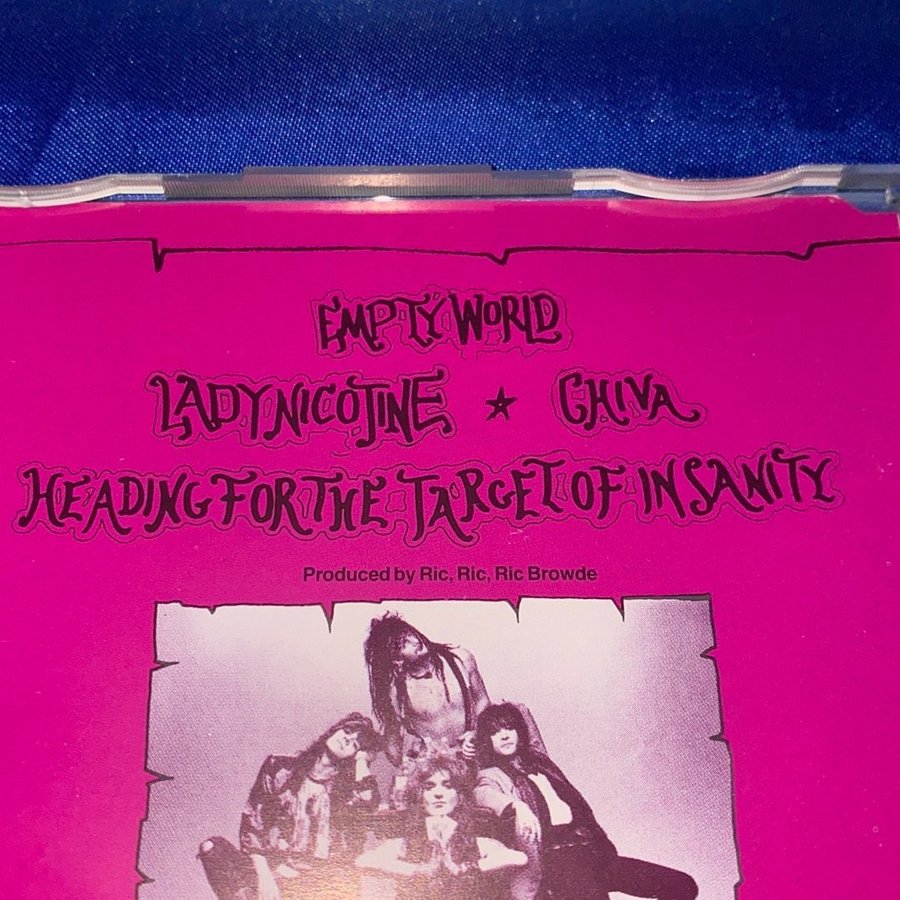 EMPTY WORLD
LADY NICOTINE ★ CHIVA
HEADING FOR THE TARGET OF INSANITY
Produced by Ric, Ric, Ric Browde